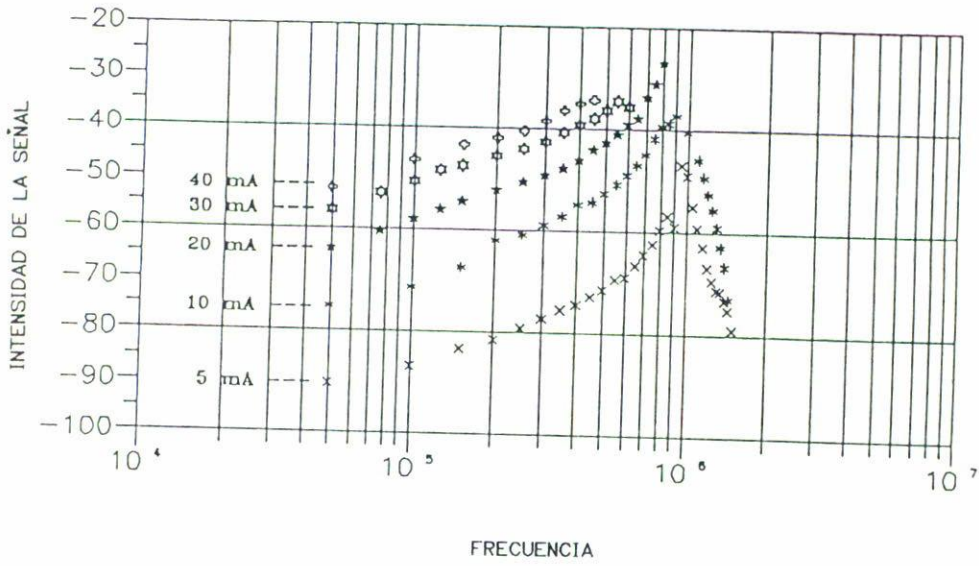 INTENSIDAD DE LA SEÑAL
-20
-30
-40
-50
-60
-70
-80
-90
-100
40 mA
30 mA
20 mA
10 mA
5 mA
10⁴
10⁵
10⁶
10⁷
FRECUENCIA